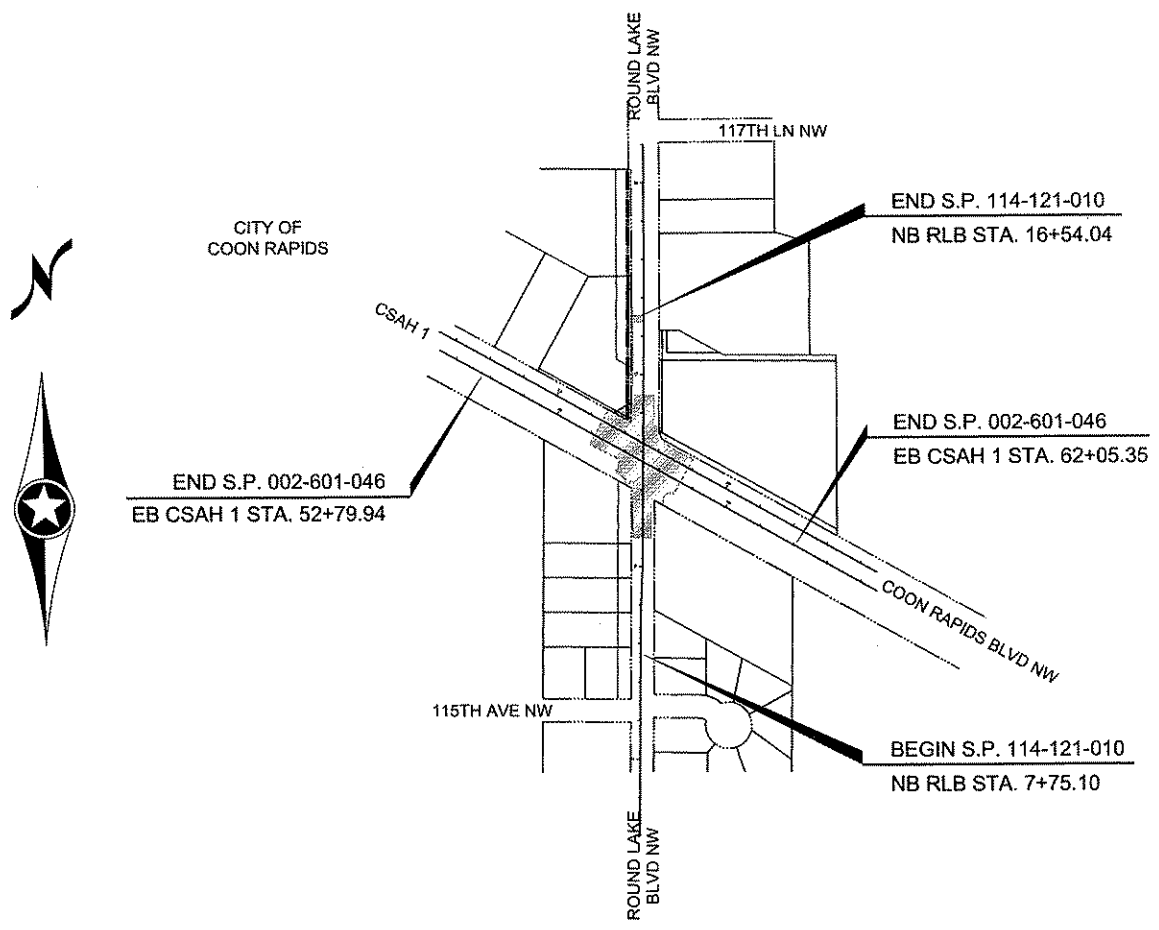 ROUND LAKE
BLVD NW
117TH LN NW
END S.P. 114-121-010
NB RLB STA. 16+54.04
CITY OF
COON RAPIDS
N
CSAH 1
END S.P. 002-601-046
EB CSAH 1 STA. 62+05.35
END S.P. 002-601-046
EB CSAH 1 STA. 52+79.94
COON RAPIDS BLVD NW
115TH AVE NW
BEGIN S.P. 114-121-010
NB RLB STA. 7+75.10
ROUND LAKE
BLVD NW